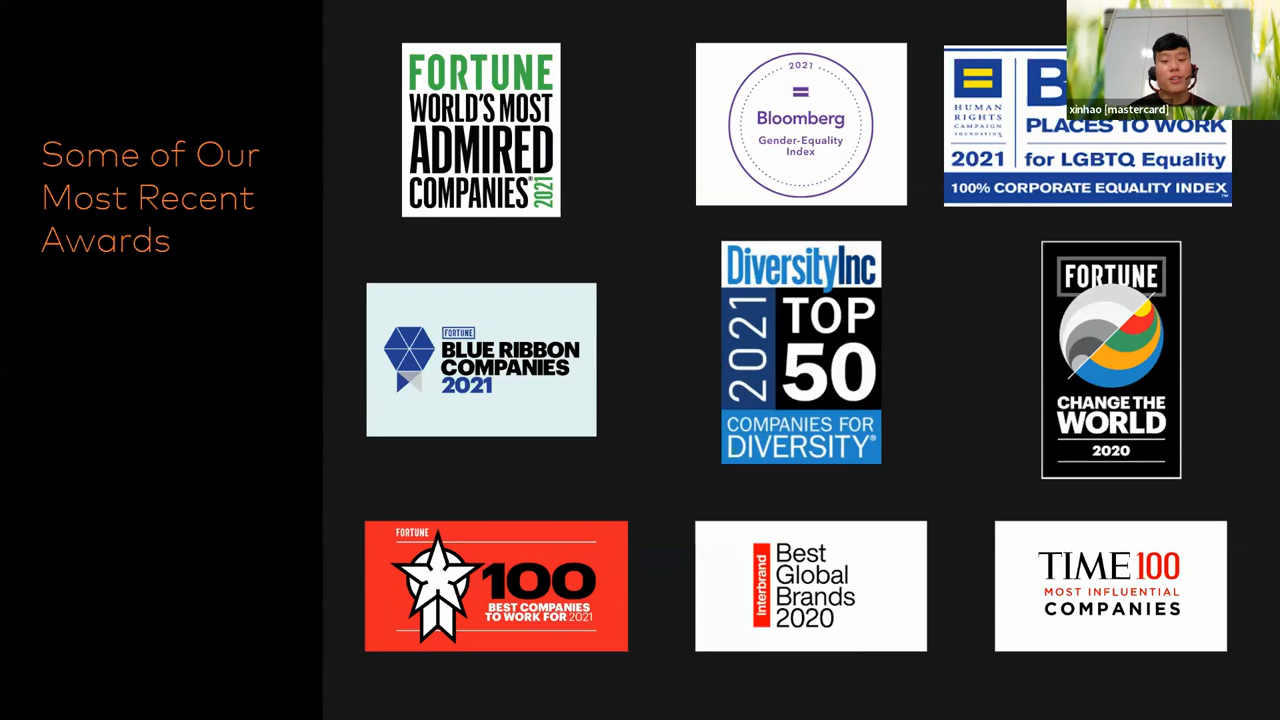 Some of Our
Most Recent
Awards
FORTUNE
WORLD'S MOST
ADMIRED
COMPANIES®
2021
2021
Bloomberg
Gender-Equality
Index
HUMAN
RIGHTS
CAMPAIGN
FOUNDATION
2021
B
PLACES TO WORK
for LGBTQ Equality
100% CORPORATE EQUALITY INDEX
xinhao [mastercard]
FORTUNE
BLUE RIBBON
COMPANIES
2021
DiversityInc
2021
TOP
50
COMPANIES FOR
DIVERSITY®
FORTUNE
CHANGE THE
WORLD
2020
FORTUNE
100
BEST COMPANIES
TO WORK FOR 2021
Interbrand
Best
Global
Brands
2020
TIME 100
MOST INFLUENTIAL
COMPANIES